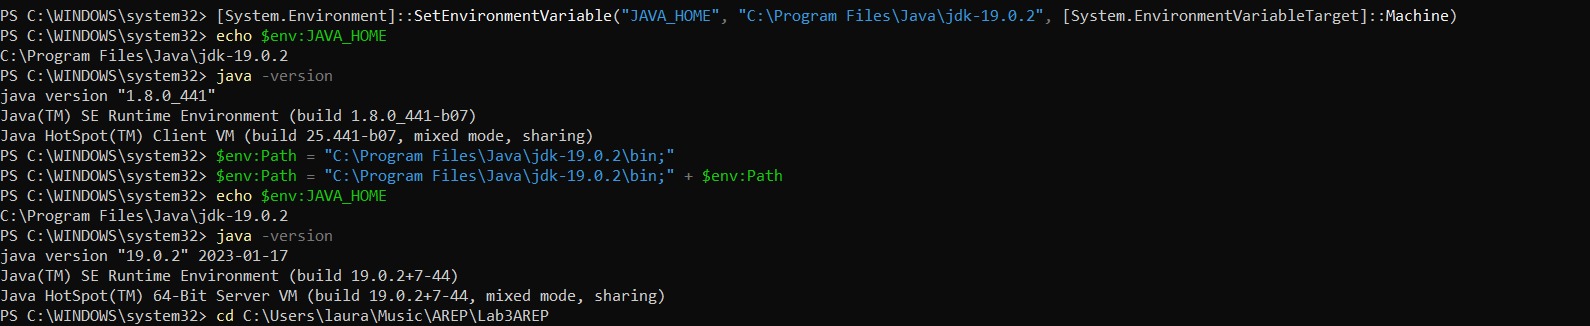 PS C:\WINDOWS\system32> [System.Environment]::SetEnvironmentVariable("JAVA_HOME", "C:\Program Files\Java\jdk-19.0.2", [System.EnvironmentVariableTarget]::Machine)
PS C:\WINDOWS\system32> echo $env:JAVA_HOME
C:\Program Files\Java\jdk-19.0.2
PS C:\WINDOWS\system32> java -version
java version "1.8.0_441"
Java(TM) SE Runtime Environment (build 1.8.0_441-b07)
Java HotSpot(TM) Client VM (build 25.441-b07, mixed mode, sharing)
PS C:\WINDOWS\system32> $env:Path = "C:\Program Files\Java\jdk-19.0.2\bin;"
PS C:\WINDOWS\system32> $env:Path = "C:\Program Files\Java\jdk-19.0.2\bin;" + $env:Path
PS C:\WINDOWS\system32> echo $env:JAVA_HOME
C:\Program Files\Java\jdk-19.0.2
PS C:\WINDOWS\system32> java -version
java version "19.0.2" 2023-01-17
Java(TM) SE Runtime Environment (build 19.0.2+7-44)
Java HotSpot(TM) 64-Bit Server VM (build 19.0.2+7-44, mixed mode, sharing)
PS C:\WINDOWS\system32> cd C:\Users\laura\Music\AREP\Lab3AREP